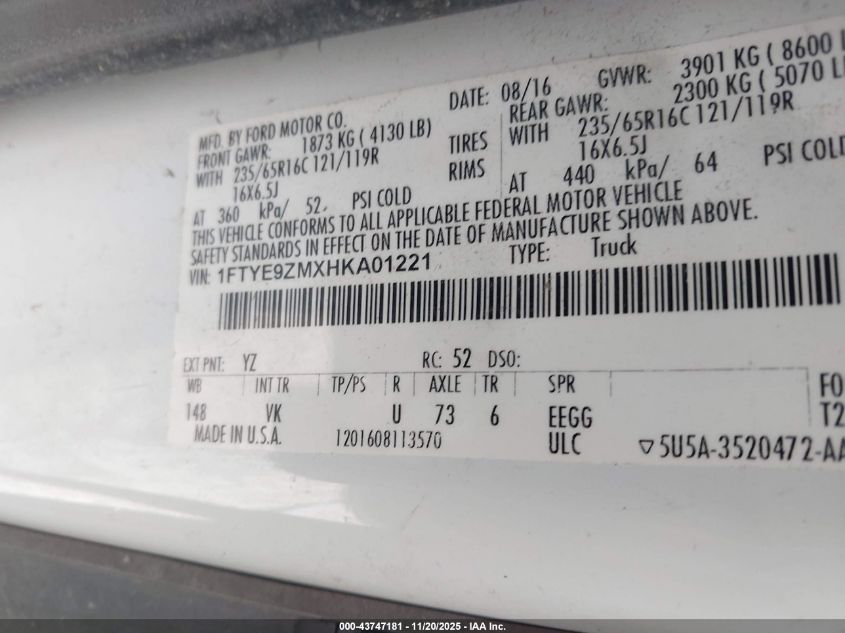 MFD. BY FORD MOTOR CO. DATE: 08/16 GVWR: 3901 KG ( 8600
FRONT GAWR: 1873 KG ( 4130 LB) REAR GAWR: 2300 KG ( 5070
WITH 235/65R16C 121/119R TIRES WITH 235/65R16C 121/119R
16X6.5J RIMS 16X6.5J
AT 360 kPa/ 52, PSI COLD AT 440 kPa/ 64 PSI COLD
THIS VEHICLE CONFORMS TO ALL APPLICABLE FEDERAL MOTOR VEHICLE
SAFETY STANDARDS IN EFFECT ON THE DATE OF MANUFACTURE SHOWN ABOVE.
VIN: 1FTYE9ZMXHKA01221 TYPE: Truck
EXT PNT: YZ RC: 52 DSO:
WB INT TR TP/PS R AXLE TR SPR
148 VK U 73 6 EEGG
MADE IN U.S.A. 1201608113570 ULC ▽5U5A-3520472-AA
000-43747181 - 11/20/2025 - IAA Inc.